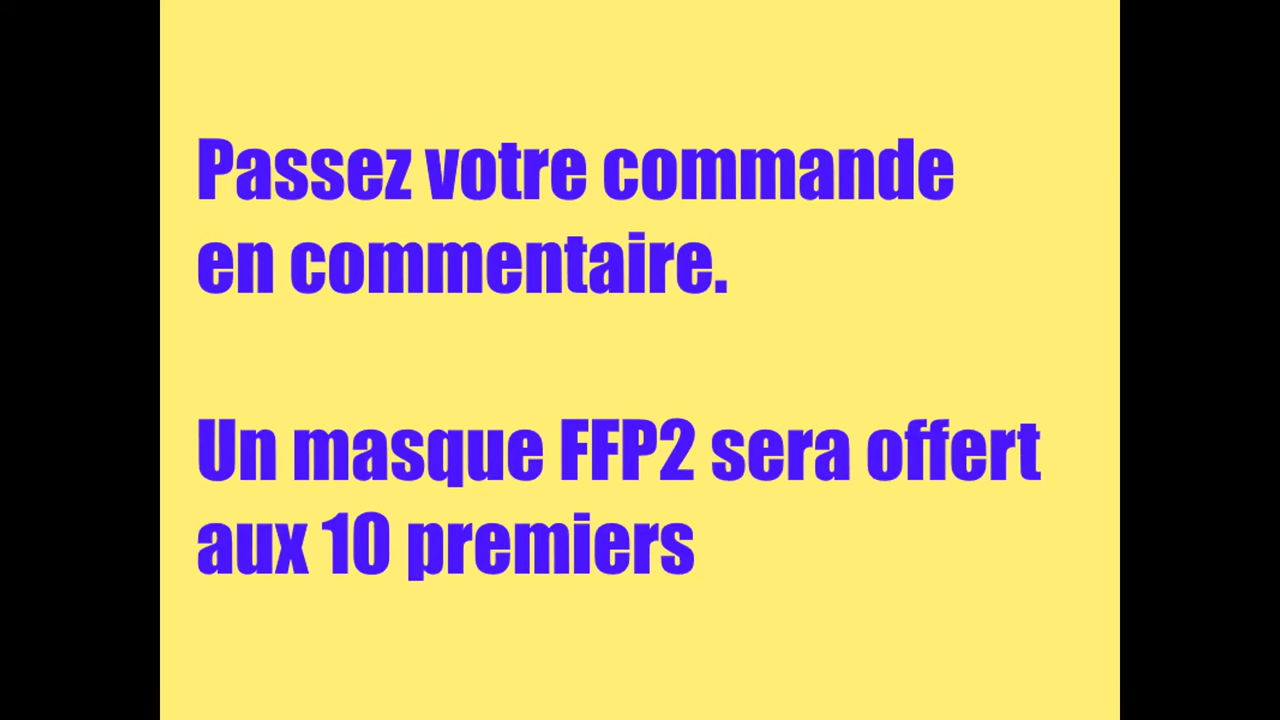 Passez votre commande
en commentaire.
Un masque FFP2 sera offert
aux 10 premiers